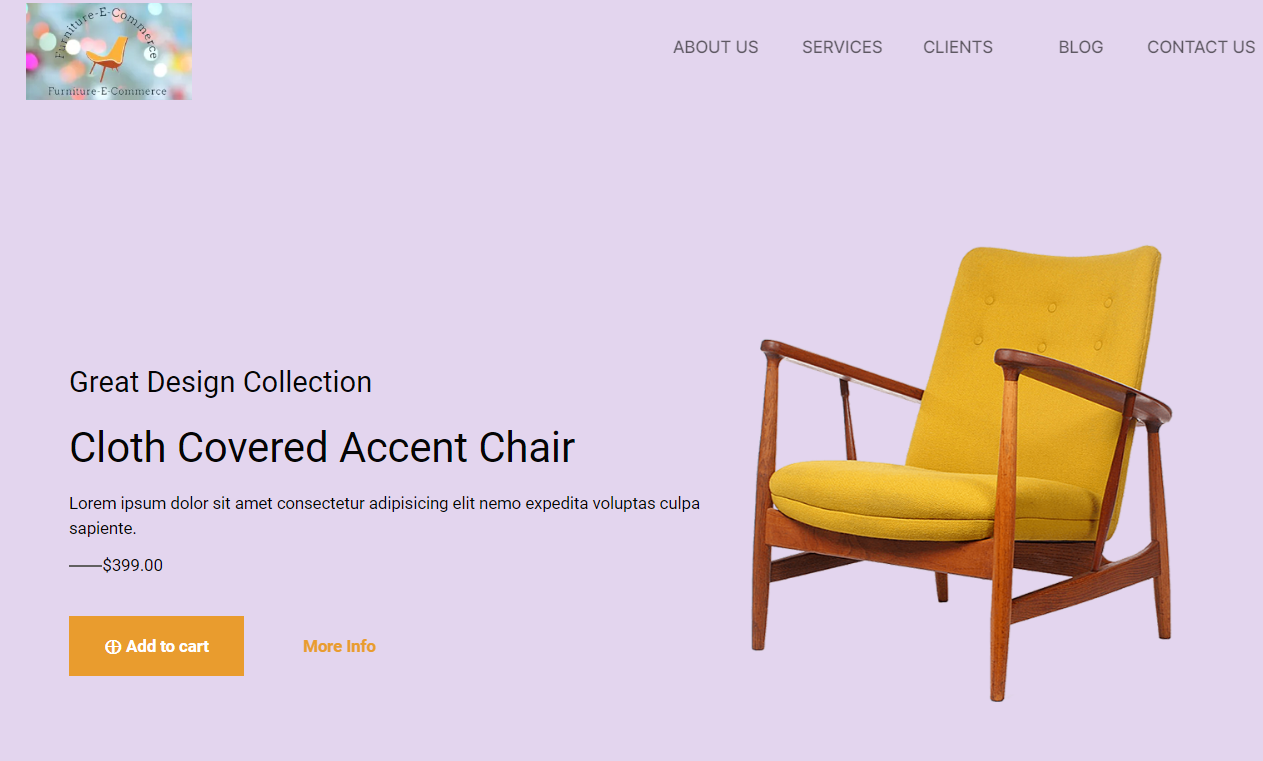 Furniture-E-Commerce
Furniture-E-Commerce
ABOUT US SERVICES CLIENTS BLOG CONTACT US
Great Design Collection
Cloth Covered Accent Chair
Lorem ipsum dolor sit amet consectetur adipisicing elit nemo expedita voluptas culpa
sapiente.
——$399.00
Add to cart More Info